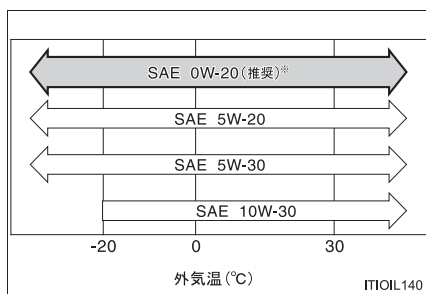 SAE 0W-20(推奨)※
SAE 5W-20
SAE 5W-30
SAE 10W-30
-20 0 30
外気温(℃)
ITIOIL140